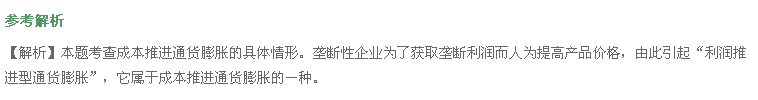 参考解析
【解析】本题考查成本推进通货膨胀的具体情形。垄断性企业为了获取垄断利润而人为提高产品价格，由此引起“利润推
进型通货膨胀”，它属于成本推进通货膨胀的一种。